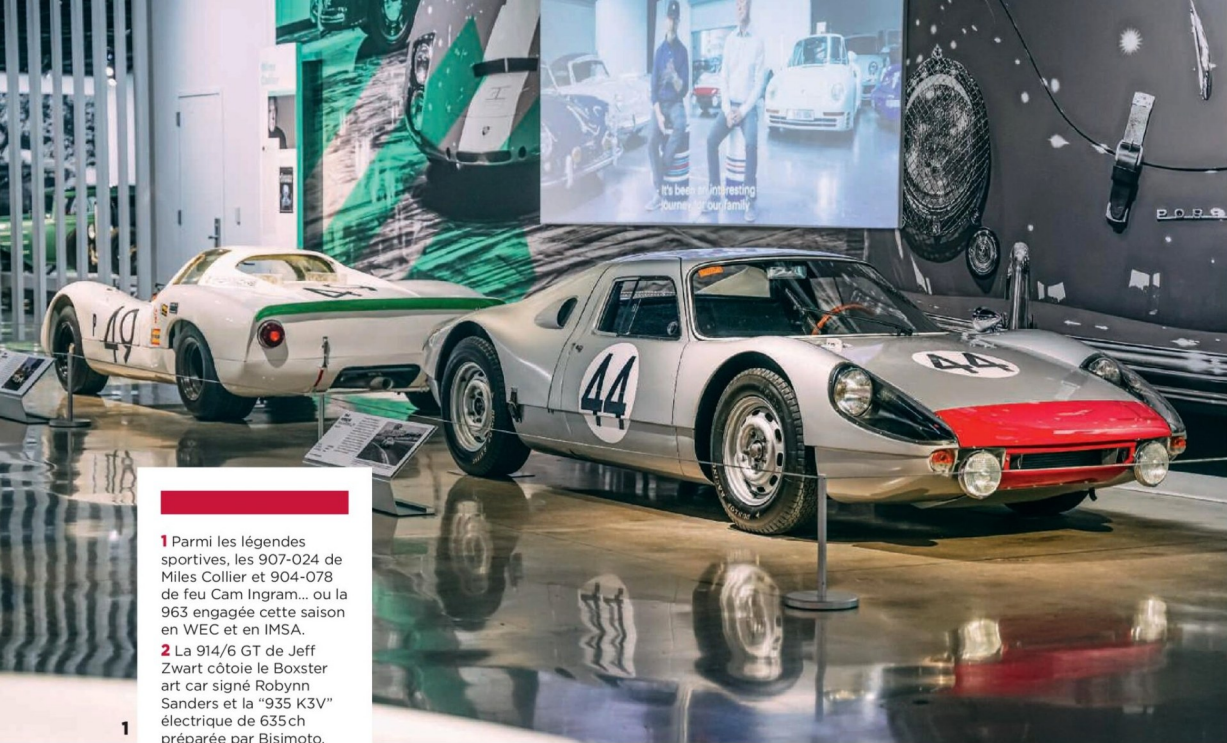 It's been an interesting
journey for our family
49
44
44
1 Parmi les légendes
sportives, les 907-024 de
Miles Collier et 904-078
de feu Cam Ingram... ou la
963 engagée cette saison
en WEC et en IMSA.
2 La 914/6 GT de Jeff
Zwart côtoie le Boxster
art car signé Robynn
Sanders et la “935 K3V”
électrique de 635 ch
préparée par Bisimoto.
1